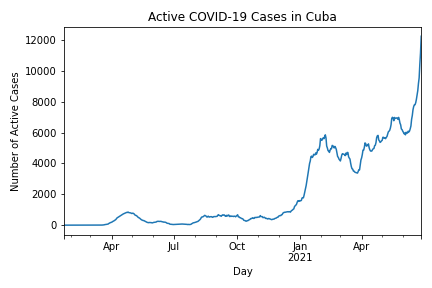 Active COVID-19 Cases in Cuba
12000
10000
8000
6000
4000
2000
0
Number of Active Cases
Apr Jul Oct Jan Apr
2021
Day